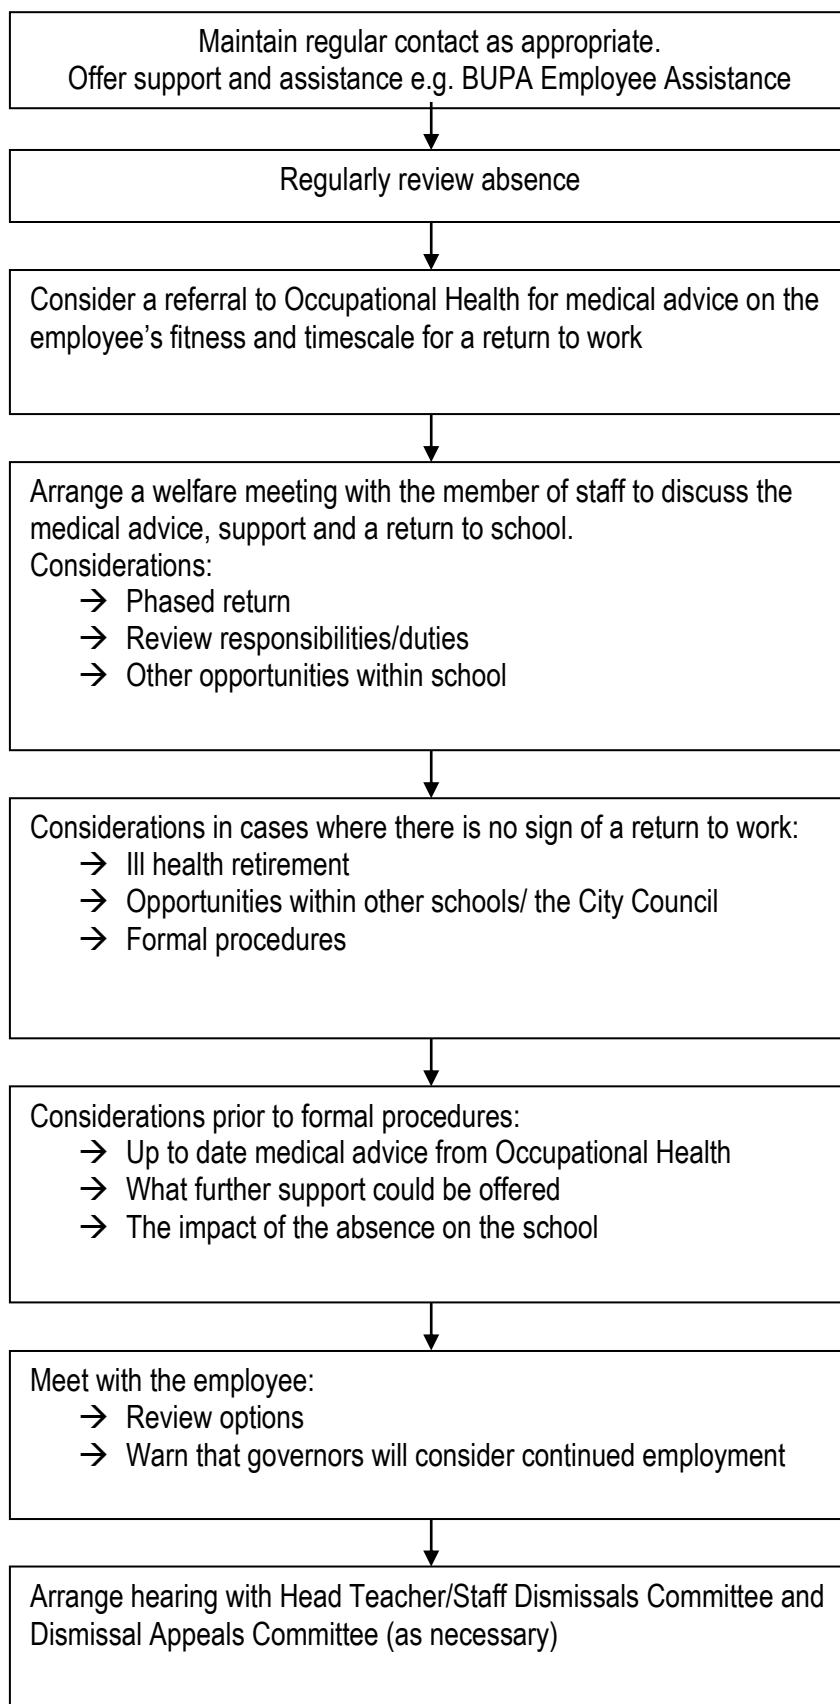 Maintain regular contact as appropriate.
Offer support and assistance e.g. BUPA Employee Assistance
Regularly review absence
Consider a referral to Occupational Health for medical advice on the
employee’s fitness and timescale for a return to work
Arrange a welfare meeting with the member of staff to discuss the
medical advice, support and a return to school.
Considerations:
→ Phased return
→ Review responsibilities/duties
→ Other opportunities within school
Considerations in cases where there is no sign of a return to work:
→ Ill health retirement
→ Opportunities within other schools/ the City Council
→ Formal procedures
Considerations prior to formal procedures:
→ Up to date medical advice from Occupational Health
→ What further support could be offered
→ The impact of the absence on the school
Meet with the employee:
→ Review options
→ Warn that governors will consider continued employment
Arrange hearing with Head Teacher/Staff Dismissals Committee and
Dismissal Appeals Committee (as necessary)